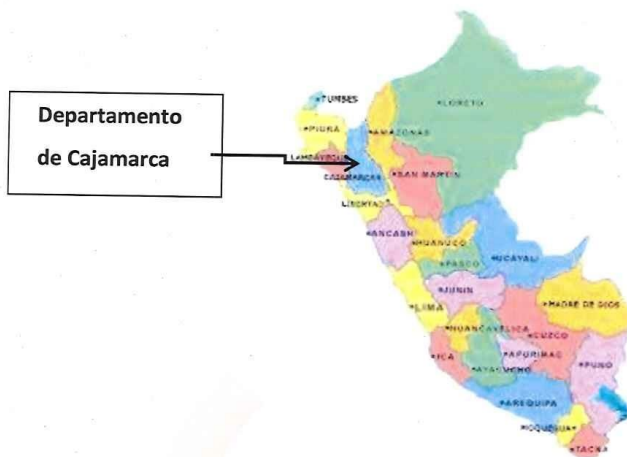 Departamento
de Cajamarca
TUMBES
LORETO
PIURA
AMAZONAS
LAMBAYEQUE
CAJAMARCA
SAN MARTIN
LIBERTAD
ANCASH
HUANUCO
PASCO
UCAYALI
JUNIN
LIMA
MADRE DE DIOS
HUANCAVELICA
CUZCO
ICA
APURIMAC
PUNO
AYACUCHO
AREQUIPA
MOQUEGUA
TACNA